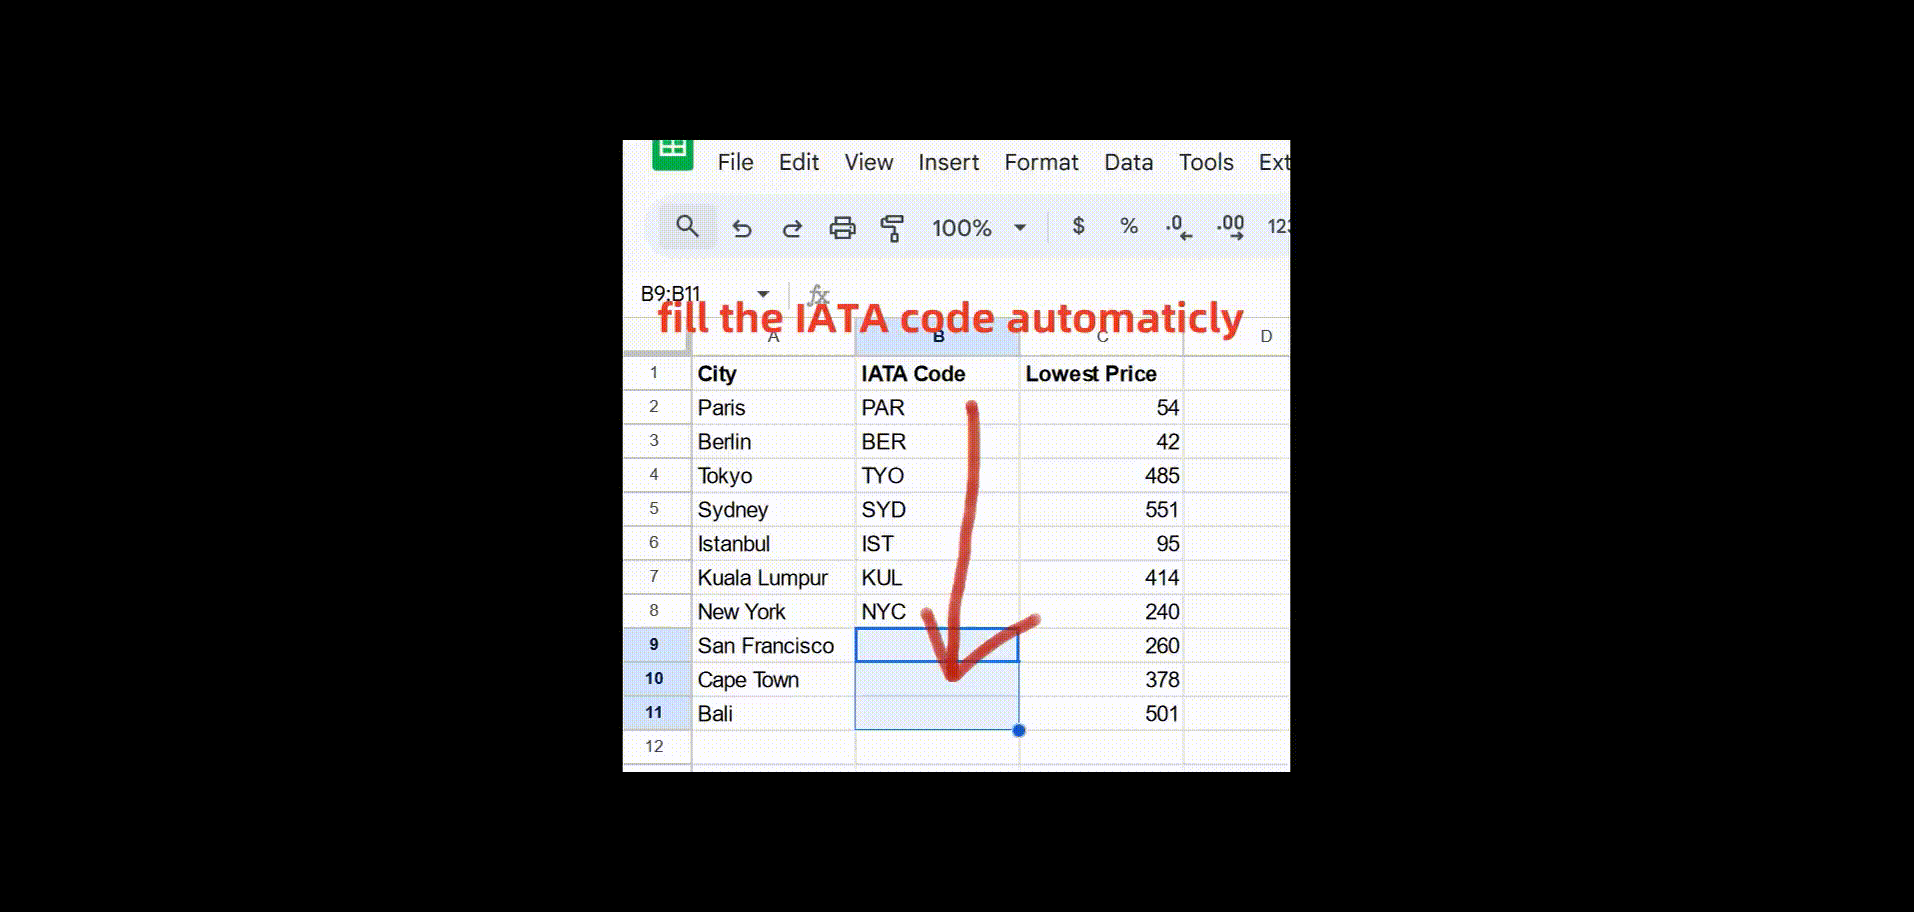 File Edit View Insert Format Data Tools Ext
100% $ % .0 .00 123
B9:B11 fx
fill the IATA code automaticly
A B C D
1 City IATA Code Lowest Price
2 Paris PAR 54
3 Berlin BER 42
4 Tokyo TYO 485
5 Sydney SYD 551
6 Istanbul IST 95
7 Kuala Lumpur KUL 414
8 New York NYC 240
9 San Francisco 260
10 Cape Town 378
11 Bali 501
12